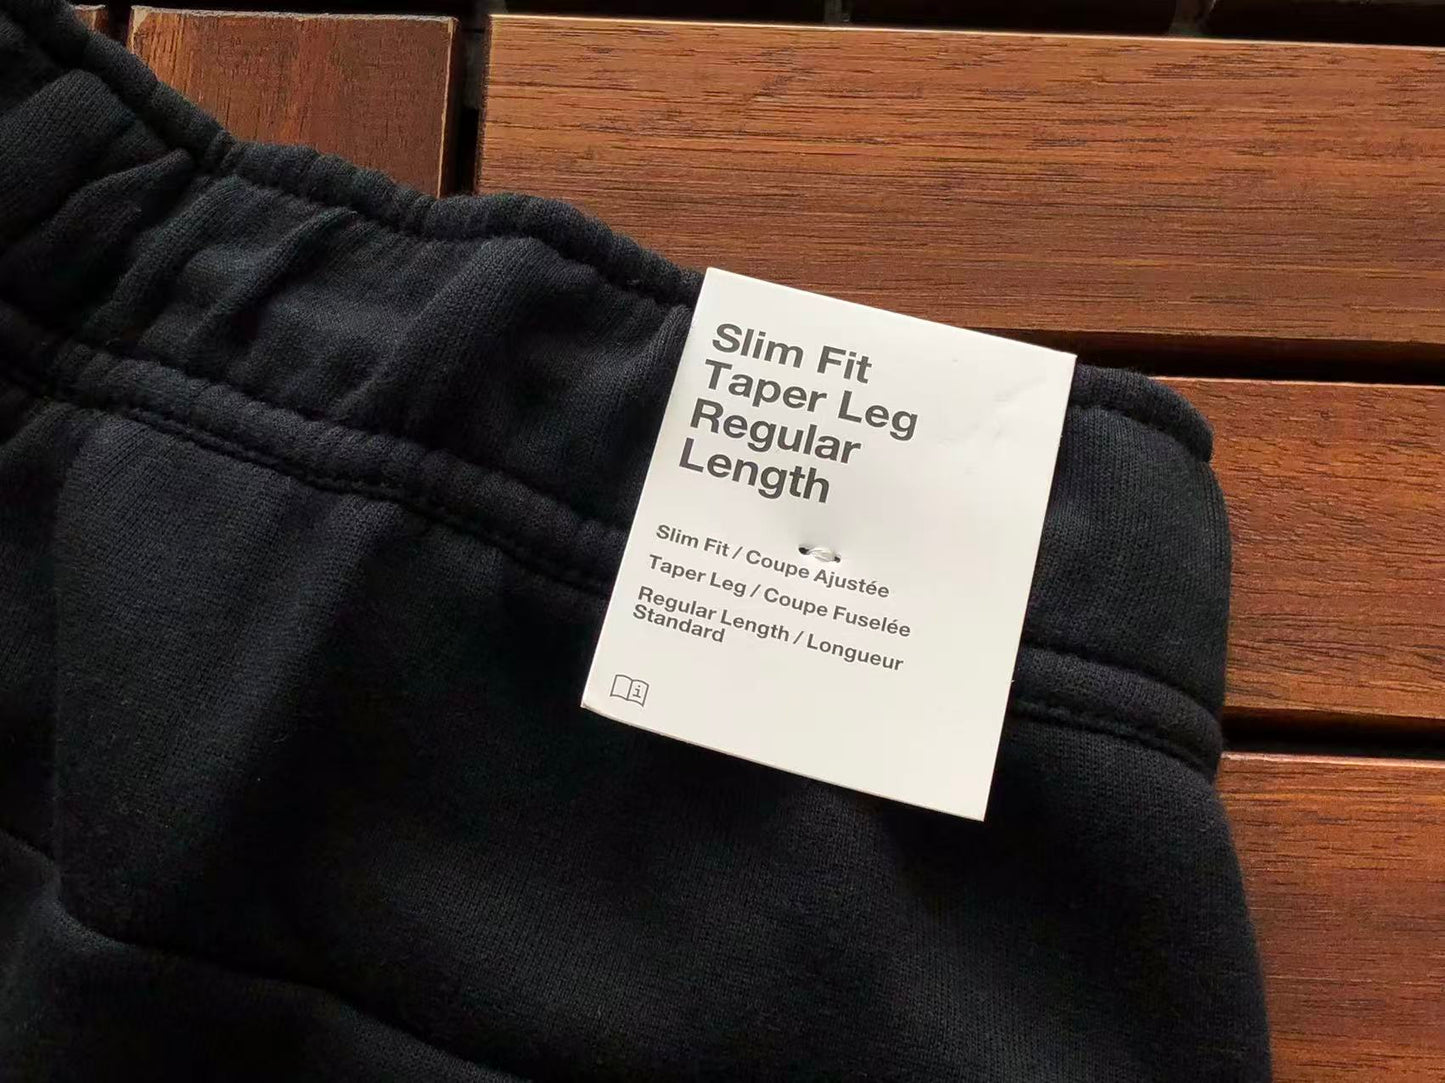 Slim Fit
Taper Leg
Regular
Length
Slim Fit / Coupe Ajustée
Taper Leg / Coupe Fuselée
Regular Length / Longueur
Standard
i